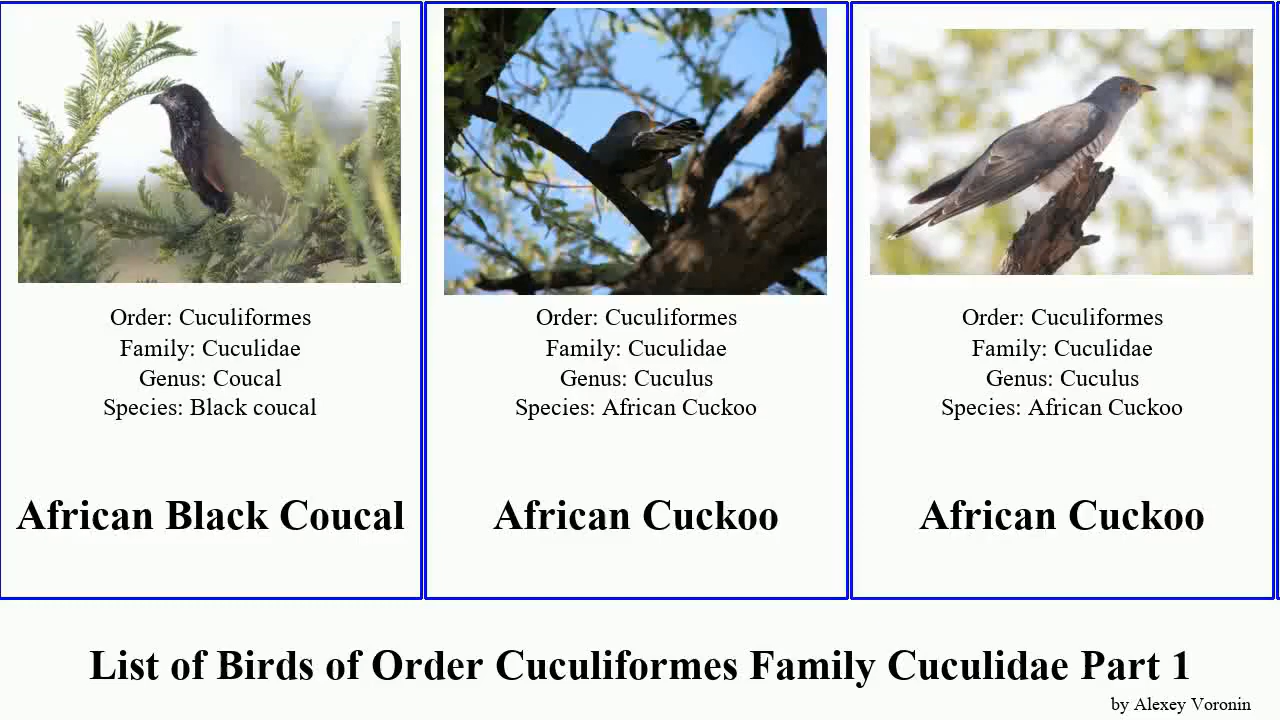 Order: Cuculiformes
Family: Cuculidae
Genus: Coucal
Species: Black coucal
African Black Coucal
Order: Cuculiformes
Family: Cuculidae
Genus: Cuculus
Species: African Cuckoo
African Cuckoo
Order: Cuculiformes
Family: Cuculidae
Genus: Cuculus
Species: African Cuckoo
African Cuckoo
List of Birds of Order Cuculiformes Family Cuculidae Part 1
by Alexey Voronin